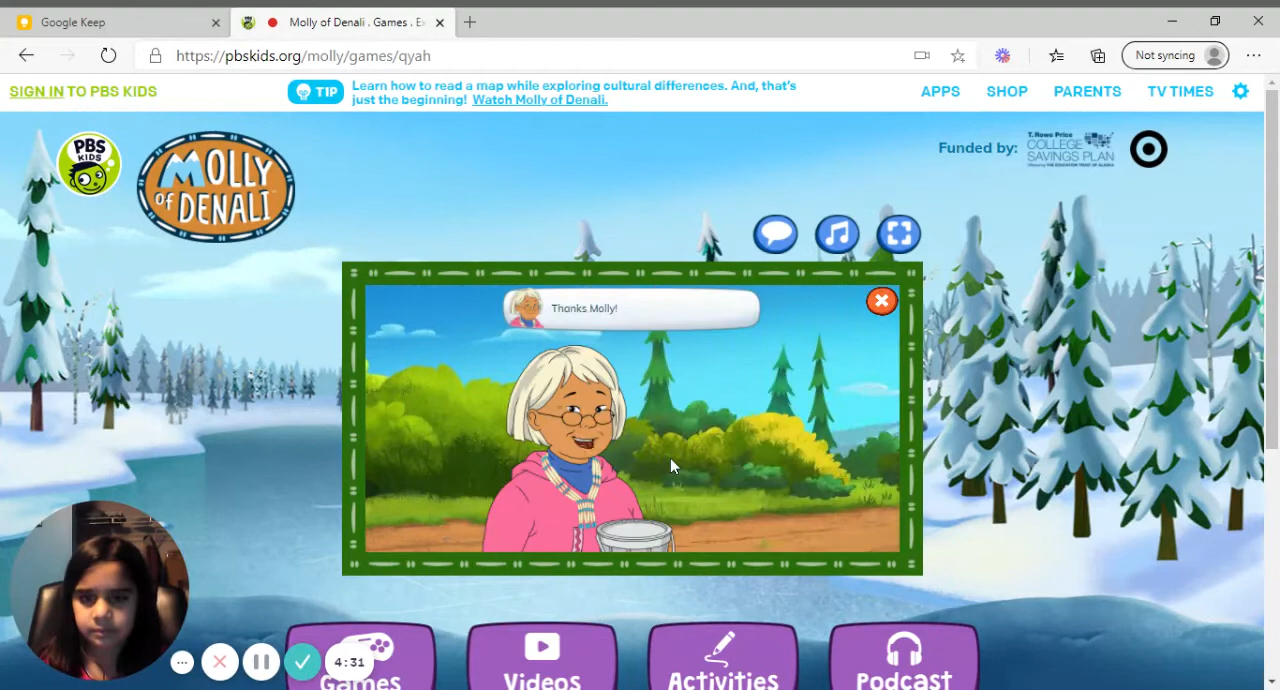 Google Keep
Molly of Denali . Games . Ex
https://pbskids.org/molly/games/qyah
Not syncing
SIGN IN TO PBS KIDS
TIP
Learn how to read a map while exploring cultural differences. And, that's
just the beginning! Watch Molly of Denali.
APPS
SHOP
PARENTS
TV TIMES
PBS
KIDS
MOLLY
OF DENALI
Funded by:
T. Rowe Price
COLLEGE
SAVINGS PLAN
Thanks Molly!
4:31
Games
Videos
Activities
Podcast